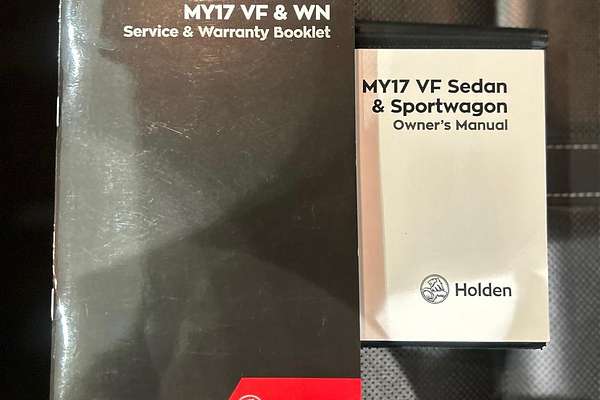 MY17 VF & WN
Service & Warranty Booklet
MY17 VF Sedan
& Sportwagon
Owner's Manual
Holden